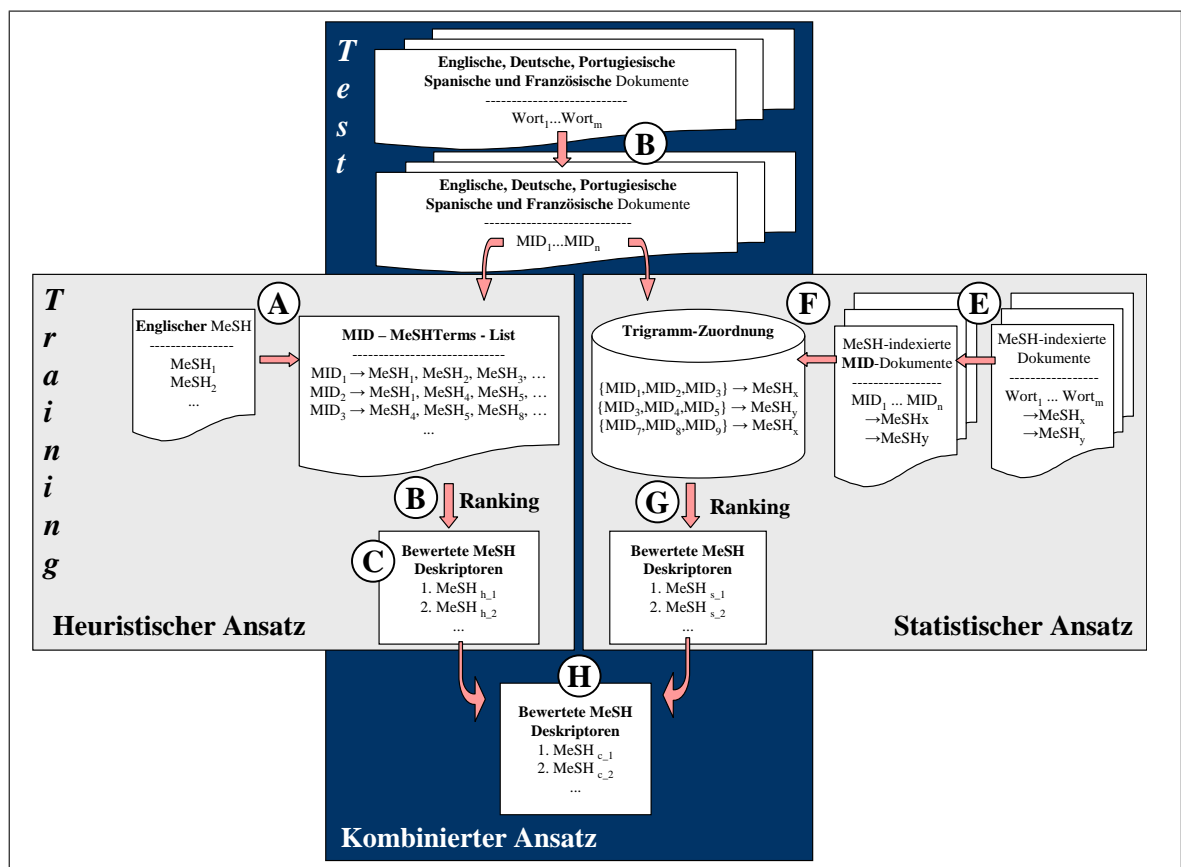 Test
Englische, Deutsche, Portugiesische
Spanische und Französische Dokumente
---------------------------
Wort₁...Wortₘ
B
Englische, Deutsche, Portugiesische
Spanische und Französische Dokumente
----------------------------
MID₁...MIDₙ
Training
A
Englischer MeSH
----------------
MeSH₁
MeSH₂
...
MID – MeSHTerms - List
----------------------------
MID₁ → MeSH₁, MeSH₂, MeSH₃, …
MID₂ → MeSH₁, MeSH₄, MeSH₅, …
MID₃ → MeSH₄, MeSH₅, MeSH₈, …
...
B
Ranking
C
Bewertete MeSH
Deskriptoren
1. MeSH h_1
2. MeSH h_2
...
Heuristischer Ansatz
Trigramm-Zuordnung
{MID₁,MID₂,MID₃} → MeSHₓ
{MID₃,MID₄,MID₅} → MeSH_y
{MID₇,MID₈,MID₉} → MeSHₓ
F
MeSH-indexierte
MID-Dokumente
-----------------
MID₁ ... MIDₙ
→MeSHx
→MeSHy
E
MeSH-indexierte
Dokumente
-----------------
Wort₁ ... Wortₘ
→MeSHₓ
→MeSH_y
G
Ranking
Bewertete MeSH
Deskriptoren
1. MeSH s_1
2. MeSH s_2
...
Statistischer Ansatz
H
Bewertete MeSH
Deskriptoren
1. MeSH c_1
2. MeSH c_2
...
Kombinierter Ansatz